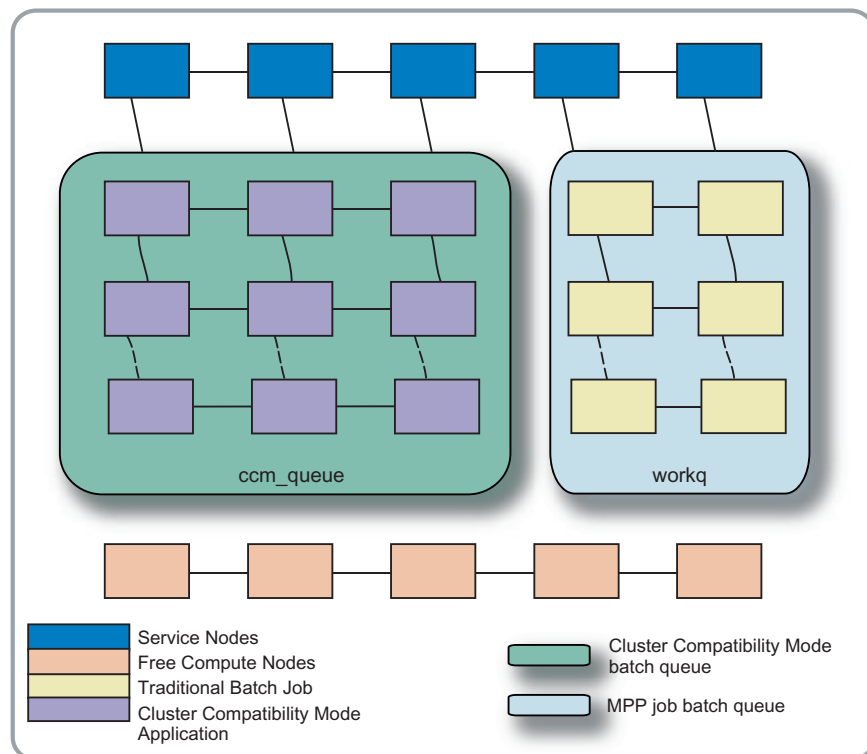 ccm_queue
workq
Service Nodes
Free Compute Nodes
Traditional Batch Job
Cluster Compatibility Mode
Application
Cluster Compatibility Mode
batch queue
MPP job batch queue